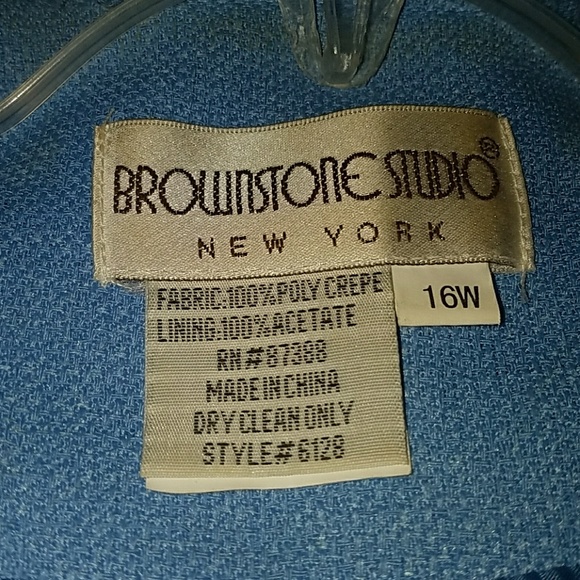 BROWNSTONE STUDIO®
NEW YORK
16W
FABRIC:100%POLY CREPE
LINING:100%ACETATE
RN#87388
MADE IN CHINA
DRY CLEAN ONLY
STYLE#6128